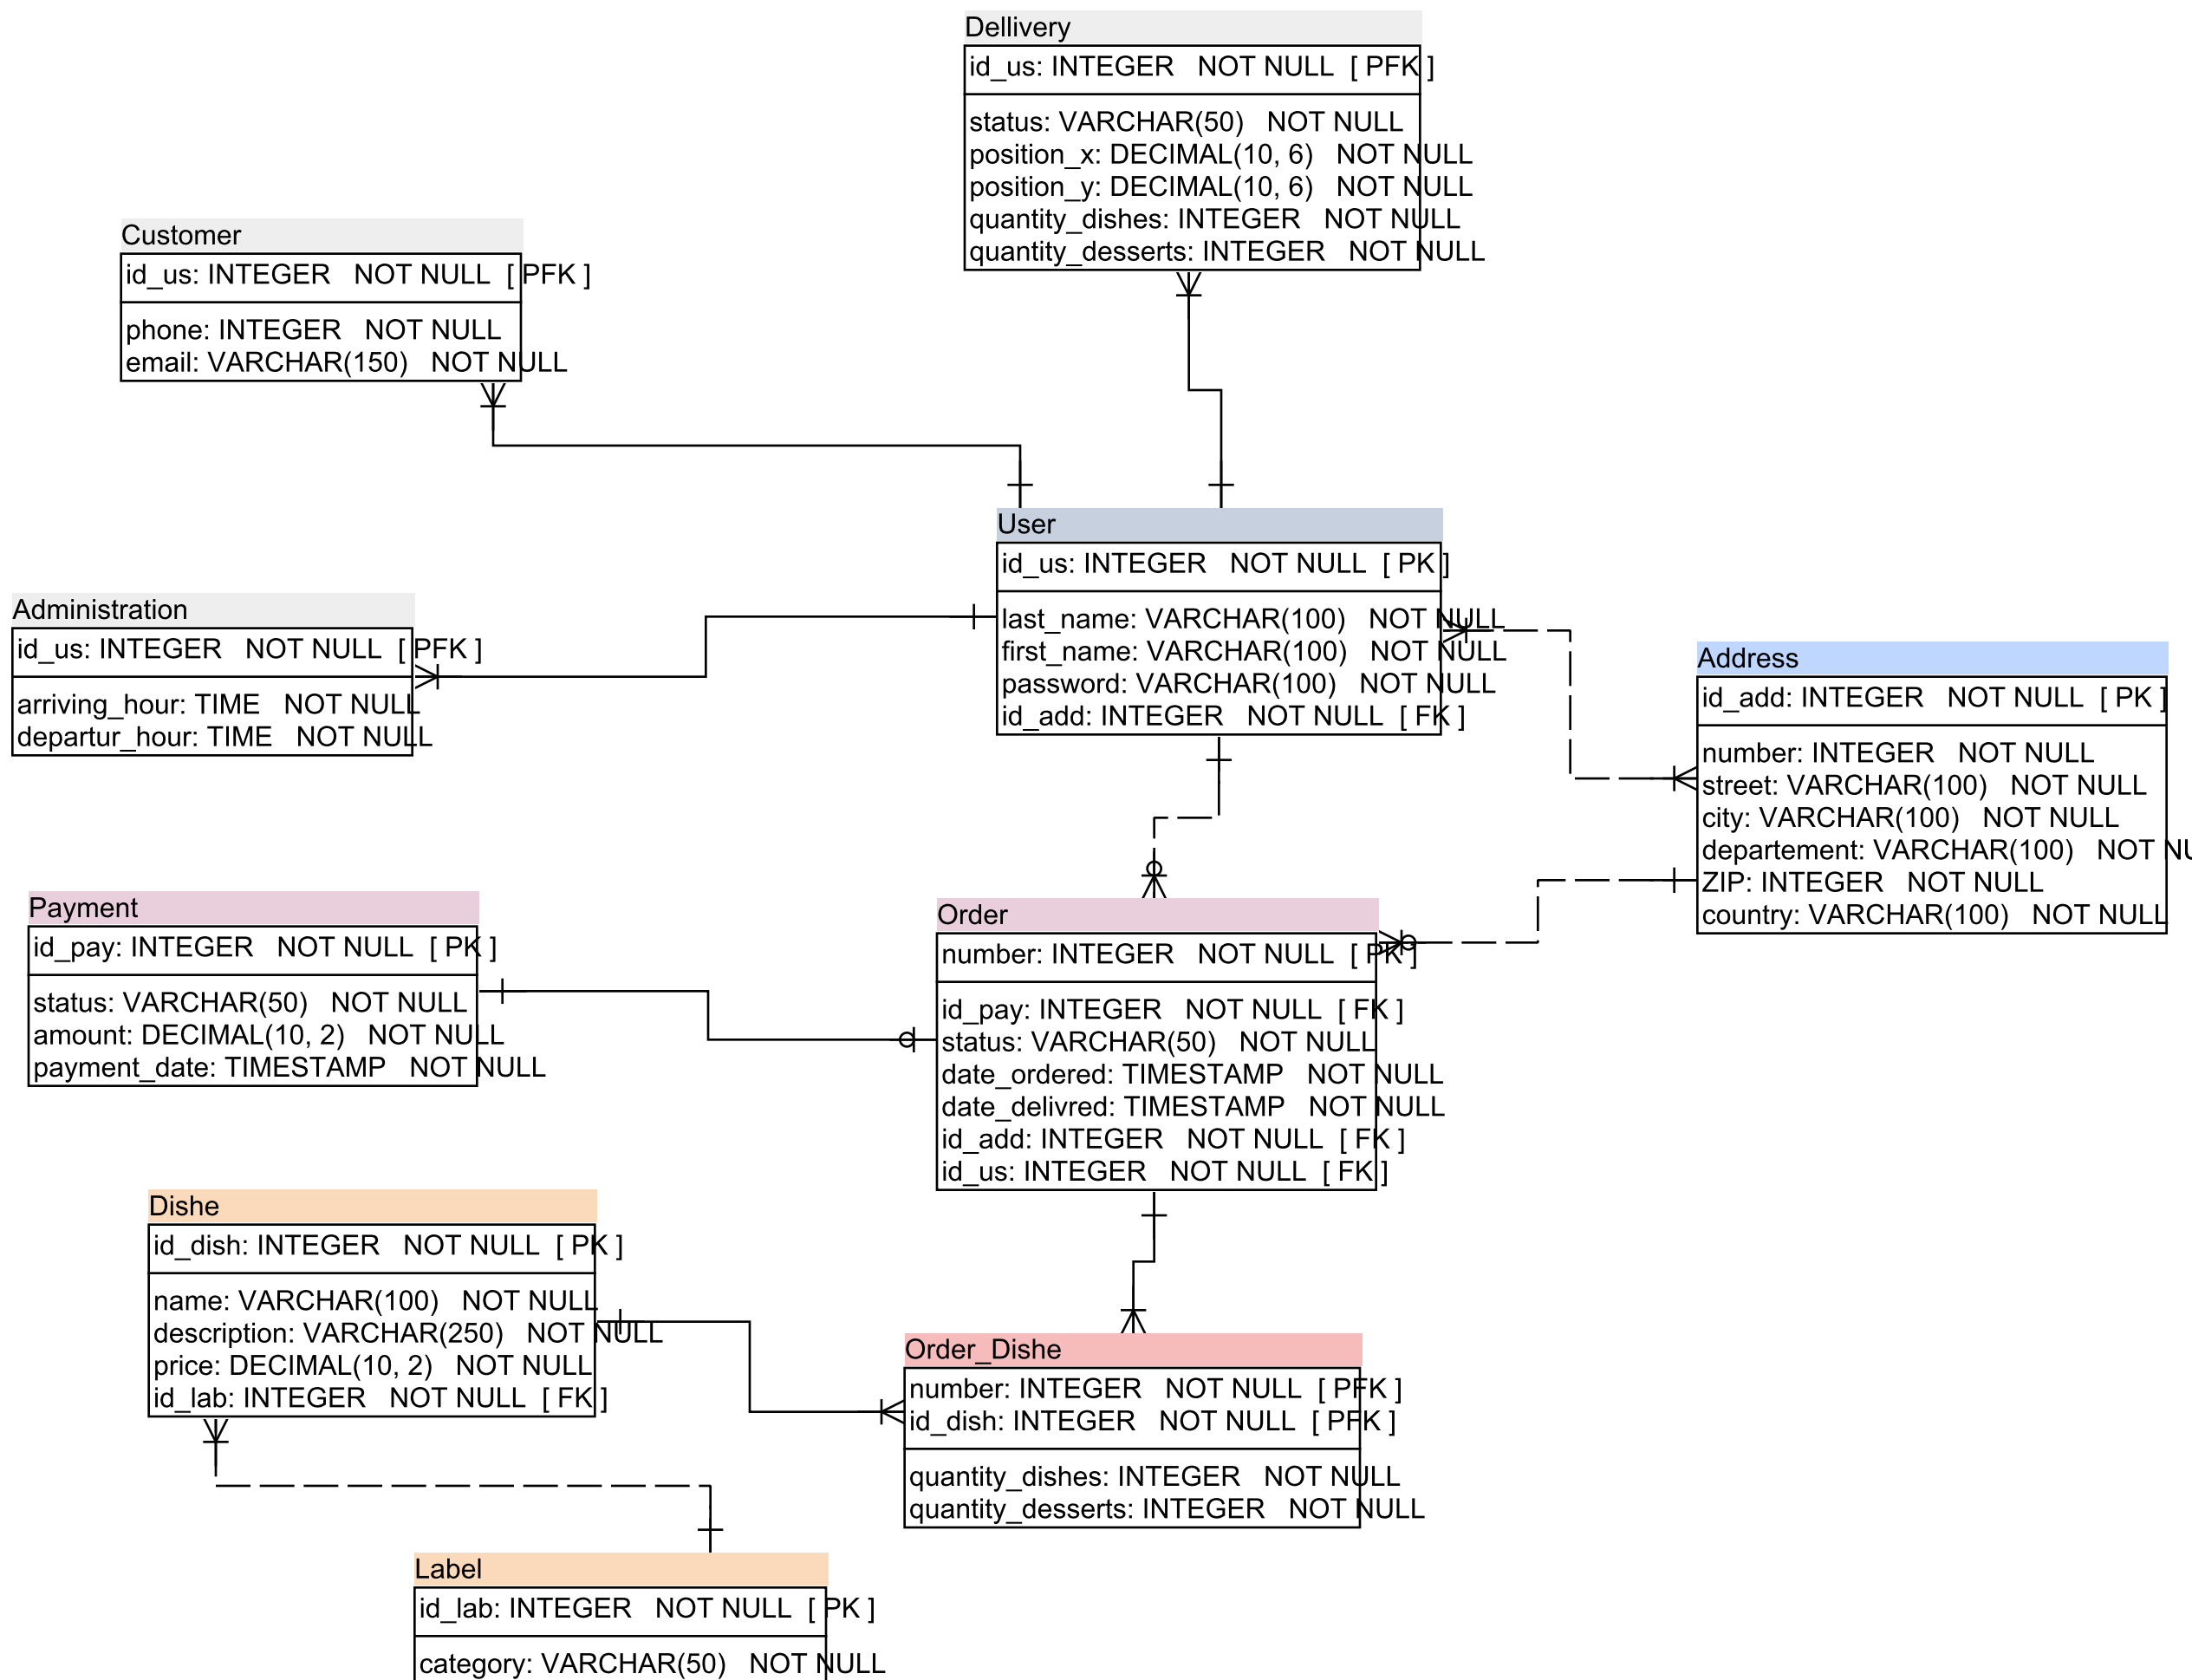 Dellivery
id_us: INTEGER NOT NULL [ PFK ]
status: VARCHAR(50) NOT NULL
position_x: DECIMAL(10, 6) NOT NULL
position_y: DECIMAL(10, 6) NOT NULL
quantity_dishes: INTEGER NOT NULL
quantity_desserts: INTEGER NOT NULL
Customer
id_us: INTEGER NOT NULL [ PFK ]
phone: INTEGER NOT NULL
email: VARCHAR(150) NOT NULL
User
id_us: INTEGER NOT NULL [ PK ]
last_name: VARCHAR(100) NOT NULL
first_name: VARCHAR(100) NOT NULL
password: VARCHAR(100) NOT NULL
id_add: INTEGER NOT NULL [ FK ]
Administration
id_us: INTEGER NOT NULL [ PFK ]
arriving_hour: TIME NOT NULL
departur_hour: TIME NOT NULL
Address
id_add: INTEGER NOT NULL [ PK ]
number: INTEGER NOT NULL
street: VARCHAR(100) NOT NULL
city: VARCHAR(100) NOT NULL
departement: VARCHAR(100) NOT
ZIP: INTEGER NOT NULL
country: VARCHAR(100) NOT NULL
Payment
id_pay: INTEGER NOT NULL [ PK ]
status: VARCHAR(50) NOT NULL
amount: DECIMAL(10, 2) NOT NULL
payment_date: TIMESTAMP NOT NULL
Order
number: INTEGER NOT NULL [ PK ]
id_pay: INTEGER NOT NULL [ FK ]
status: VARCHAR(50) NOT NULL
date_ordered: TIMESTAMP NOT NULL
date_delivred: TIMESTAMP NOT NULL
id_add: INTEGER NOT NULL [ FK ]
id_us: INTEGER NOT NULL [ FK ]
Dishe
id_dish: INTEGER NOT NULL [ PK ]
name: VARCHAR(100) NOT NULL
description: VARCHAR(250) NOT NULL
price: DECIMAL(10, 2) NOT NULL
id_lab: INTEGER NOT NULL [ FK ]
Order_Dishe
number: INTEGER NOT NULL [ PFK ]
id_dish: INTEGER NOT NULL [ PFK ]
quantity_dishes: INTEGER NOT NULL
quantity_desserts: INTEGER NOT NULL
Label
id_lab: INTEGER NOT NULL [ PK ]
category: VARCHAR(50) NOT NULL